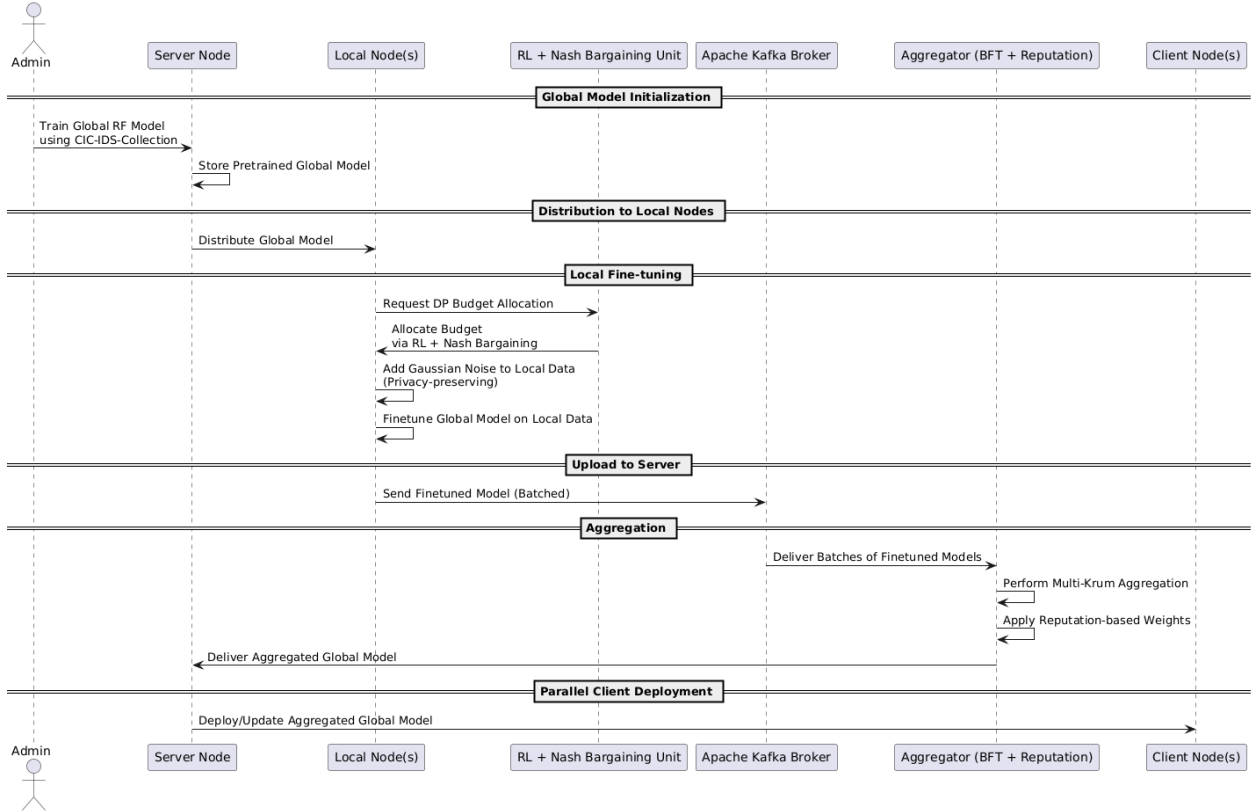 Admin
Server Node
Local Node(s)
RL + Nash Bargaining Unit
Apache Kafka Broker
Aggregator (BFT + Reputation)
Client Node(s)
Global Model Initialization
Train Global RF Model
using CIC-IDS-Collection
Store Pretrained Global Model
Distribution to Local Nodes
Distribute Global Model
Local Fine-tuning
Request DP Budget Allocation
Allocate Budget
via RL + Nash Bargaining
Add Gaussian Noise to Local Data
(Privacy-preserving)
Finetune Global Model on Local Data
Upload to Server
Send Finetuned Model (Batched)
Aggregation
Deliver Batches of Finetuned Models
Perform Multi-Krum Aggregation
Apply Reputation-based Weights
Deliver Aggregated Global Model
Parallel Client Deployment
Deploy/Update Aggregated Global Model
Admin
Server Node
Local Node(s)
RL + Nash Bargaining Unit
Apache Kafka Broker
Aggregator (BFT + Reputation)
Client Node(s)